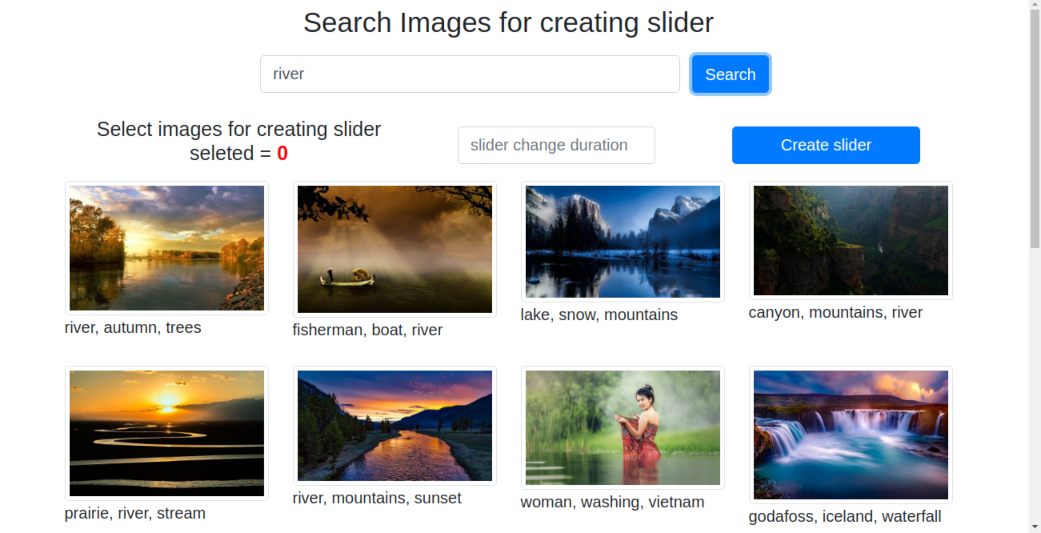 Search Images for creating slider
river
Search
Select images for creating slider
seleted = 0
slider change duration
Create slider
river, autumn, trees
fisherman, boat, river
lake, snow, mountains
canyon, mountains, river
prairie, river, stream
river, mountains, sunset
woman, washing, vietnam
godafoss, iceland, waterfall